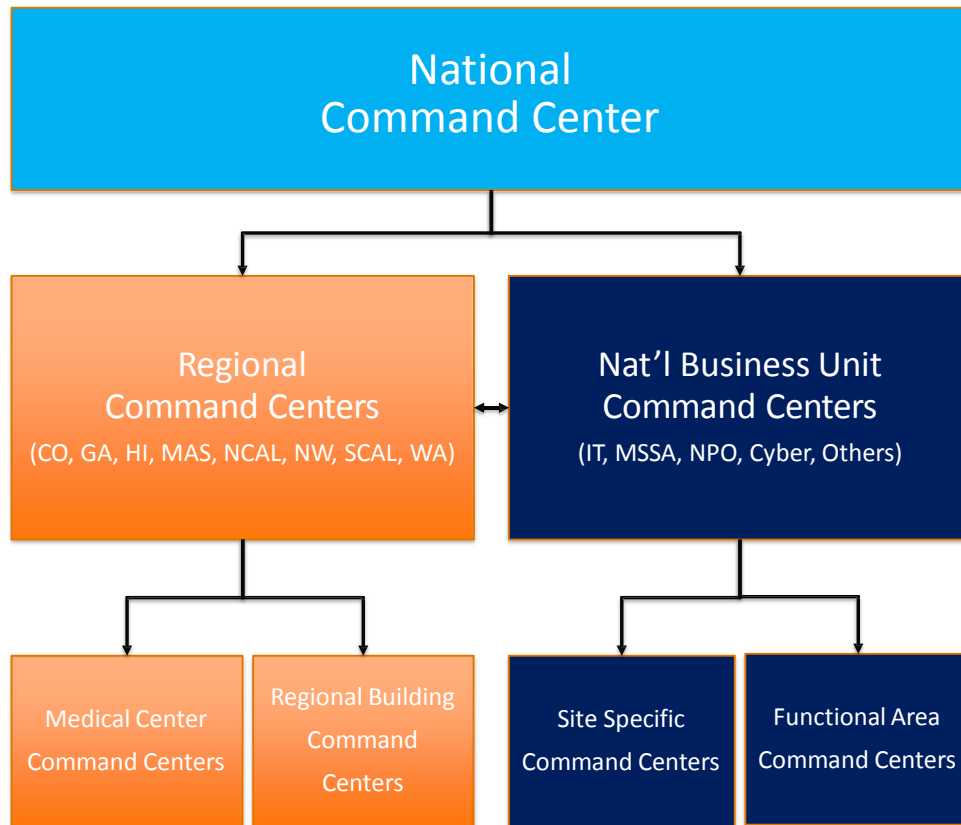 National
Command Center
Regional
Command Centers
(CO, GA, HI, MAS, NCAL, NW, SCAL, WA)
Nat’l Business Unit
Command Centers
(IT, MSSA, NPO, Cyber, Others)
Medical Center
Command Centers
Regional Building
Command
Centers
Site Specific
Command Centers
Functional Area
Command Centers